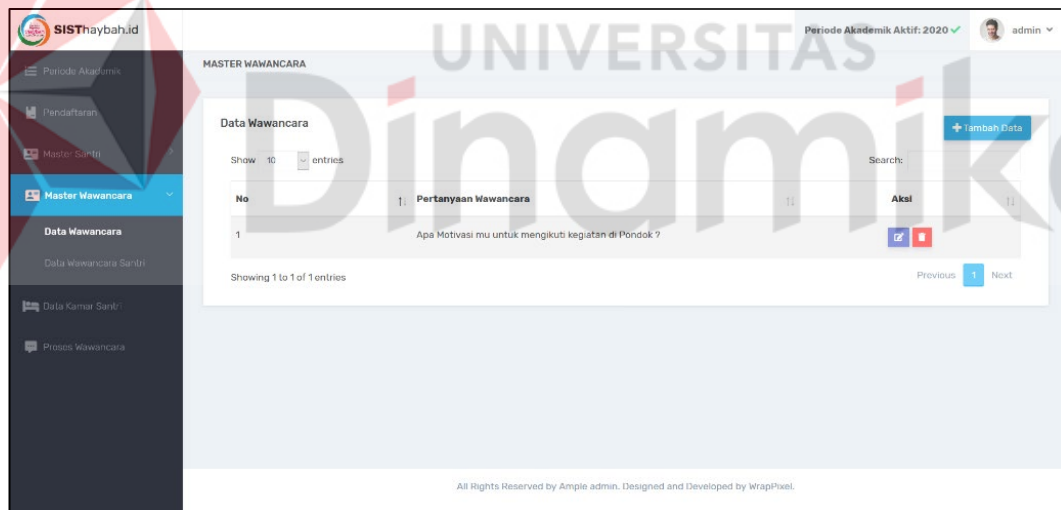 SISThaybah.id
Periode Akademik Aktif: 2020
admin
UNIVERSITAS
Dinamika
Periode Akademik
Pendaftaran
Master Santri
Master Wawancara
Data Wawancara
Data Wawancara Santri
Data Kamar Santri
Proses Wawancara
MASTER WAWANCARA
Data Wawancara
+ Tambah Data
Show 10 entries
Search:
No Pertanyaan Wawancara Aksi
1 Apa Motivasi mu untuk mengikuti kegiatan di Pondok ?
Showing 1 to 1 of 1 entries
Previous 1 Next
All Rights Reserved by Ample admin. Designed and Developed by WrapPixel.